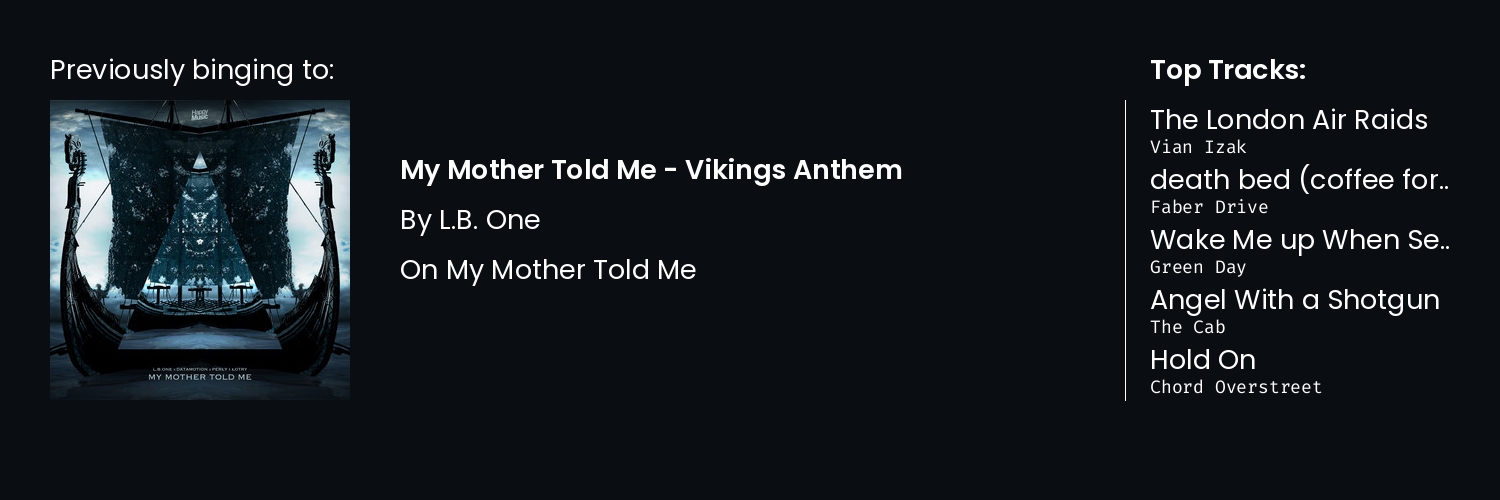 Previously binging to:
Happy
Music
L.B ONE × DATAMOTION × PERLY I LOTRY
MY MOTHER TOLD ME
My Mother Told Me - Vikings Anthem
By L.B. One
On My Mother Told Me
Top Tracks:
The London Air Raids
Vian Izak
death bed (coffee for..
Faber Drive
Wake Me up When Se..
Green Day
Angel With a Shotgun
The Cab
Hold On
Chord Overstreet